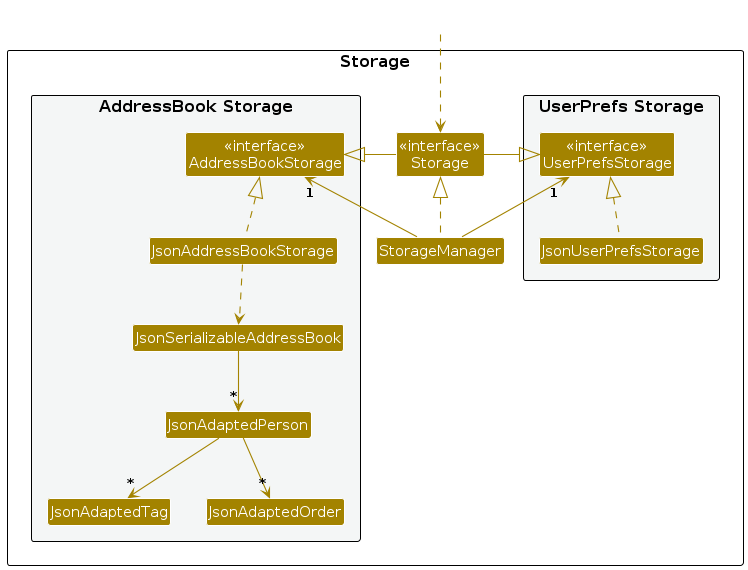 Storage
AddressBook Storage
UserPrefs Storage
«interface»
AddressBookStorage
«interface»
Storage
«interface»
UserPrefsStorage
1
1
JsonAddressBookStorage
StorageManager
JsonUserPrefsStorage
JsonSerializableAddressBook
*
JsonAdaptedPerson
*
*
JsonAdaptedTag
JsonAdaptedOrder